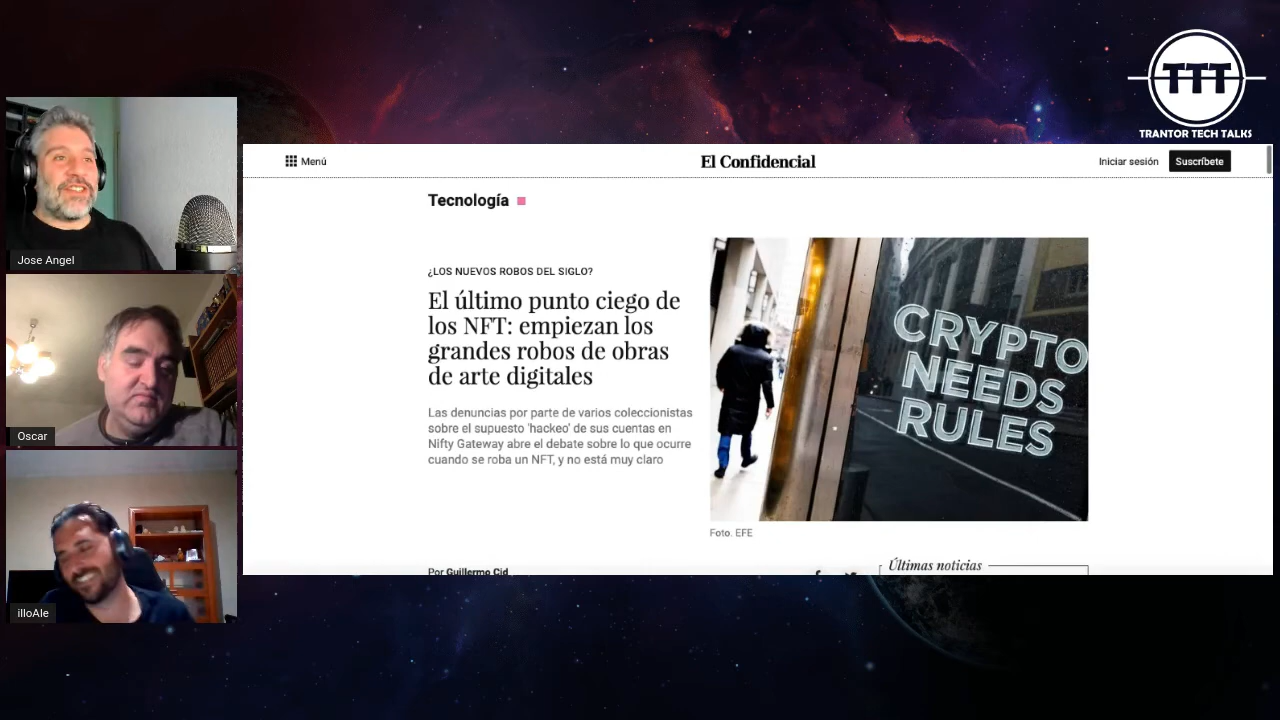 TTT
TRANTOR TECH TALKS
Jose Angel
Oscar
illoAle
Menú
El Confidencial
Iniciar sesión
Suscríbete
Tecnología
¿LOS NUEVOS ROBOS DEL SIGLO?
El último punto ciego de
los NFT: empiezan los
grandes robos de obras
de arte digitales
Las denuncias por parte de varios coleccionistas
sobre el supuesto 'hackeo' de sus cuentas en
Nifty Gateway abre el debate sobre lo que ocurre
cuando se roba un NFT, y no está muy claro
CRYPTO
NEEDS
RULES
Foto. EFE
Por Guillermo Cid
Últimas noticias